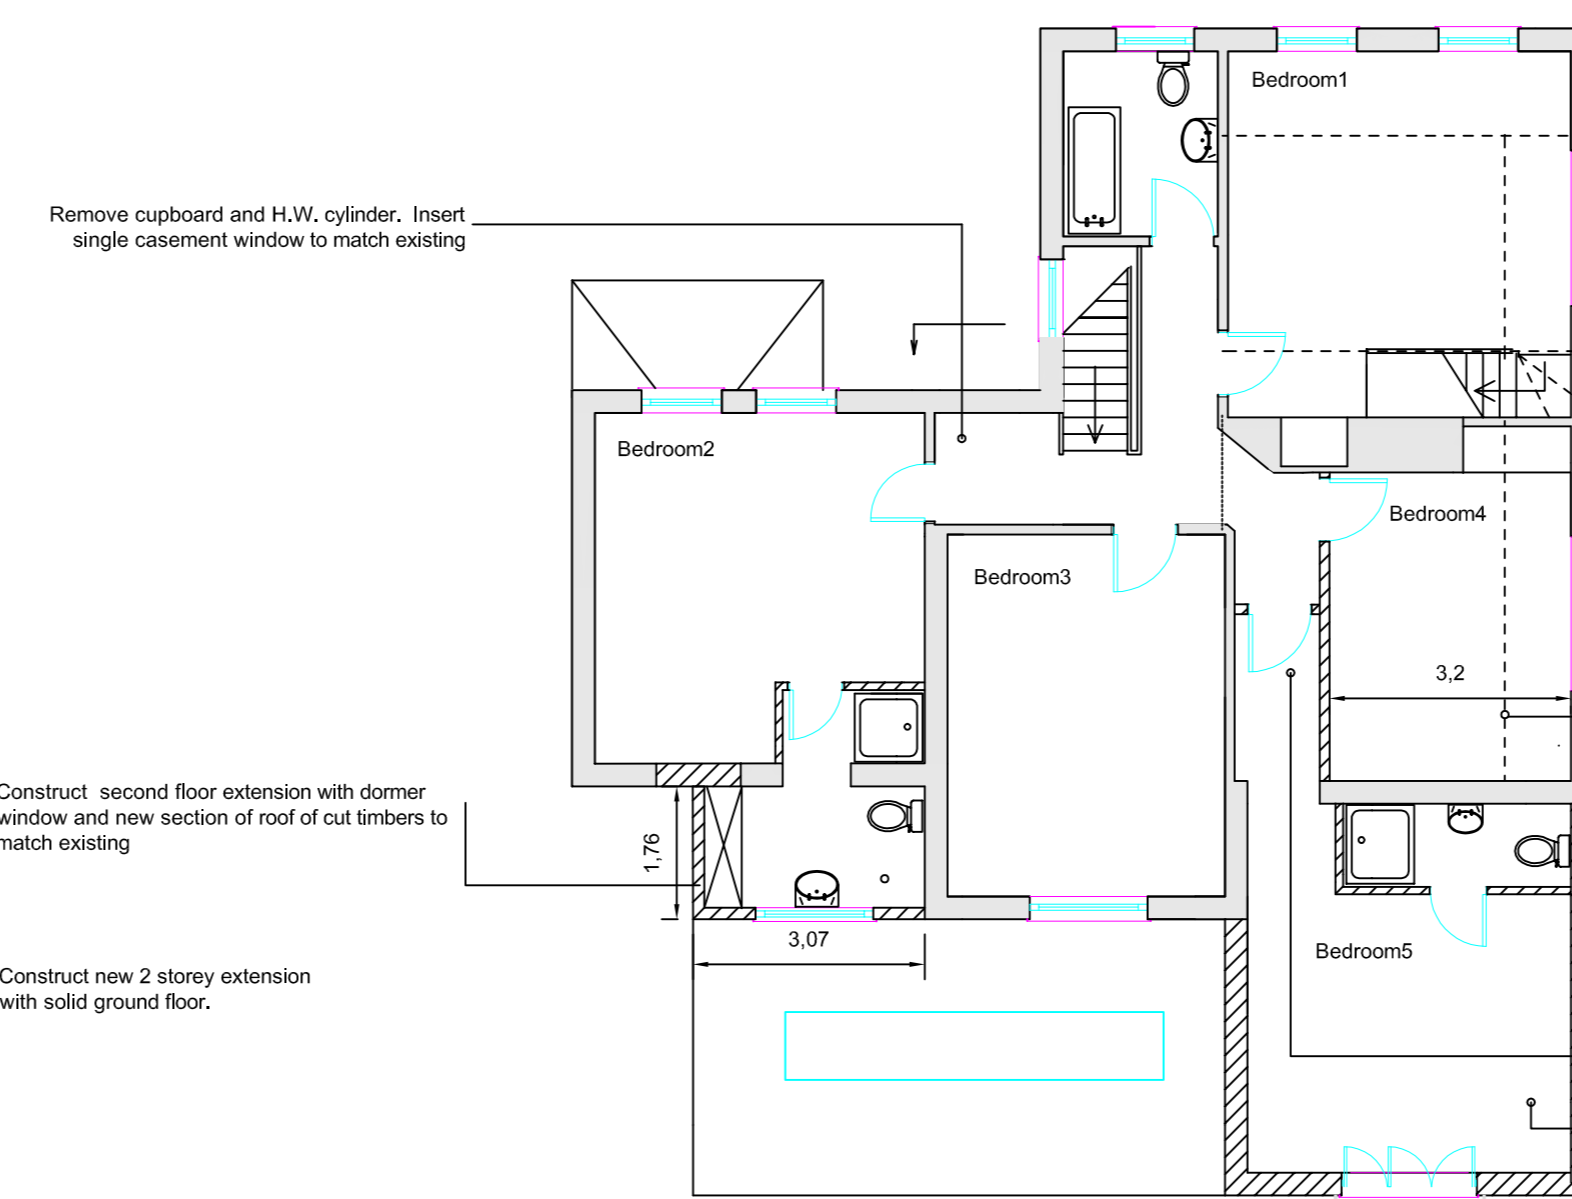 Bedroom1
Remove cupboard and H.W. cylinder. Insert
single casement window to match existing
Bedroom2
Bedroom4
Bedroom3
3,2
Construct second floor extension with dormer
window and new section of roof of cut timbers to
match existing
1,76
3,07
Bedroom5
Construct new 2 storey extension
with solid ground floor.